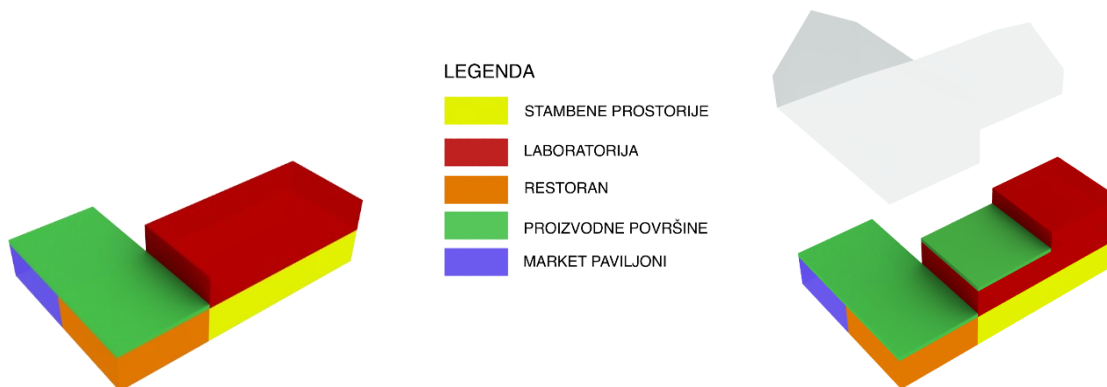 LEGENDA
STAMBENE PROSTORIJE
LABORATORIJA
RESTORAN
PROIZVODNE POVRŠINE
MARKET PAVILJONI